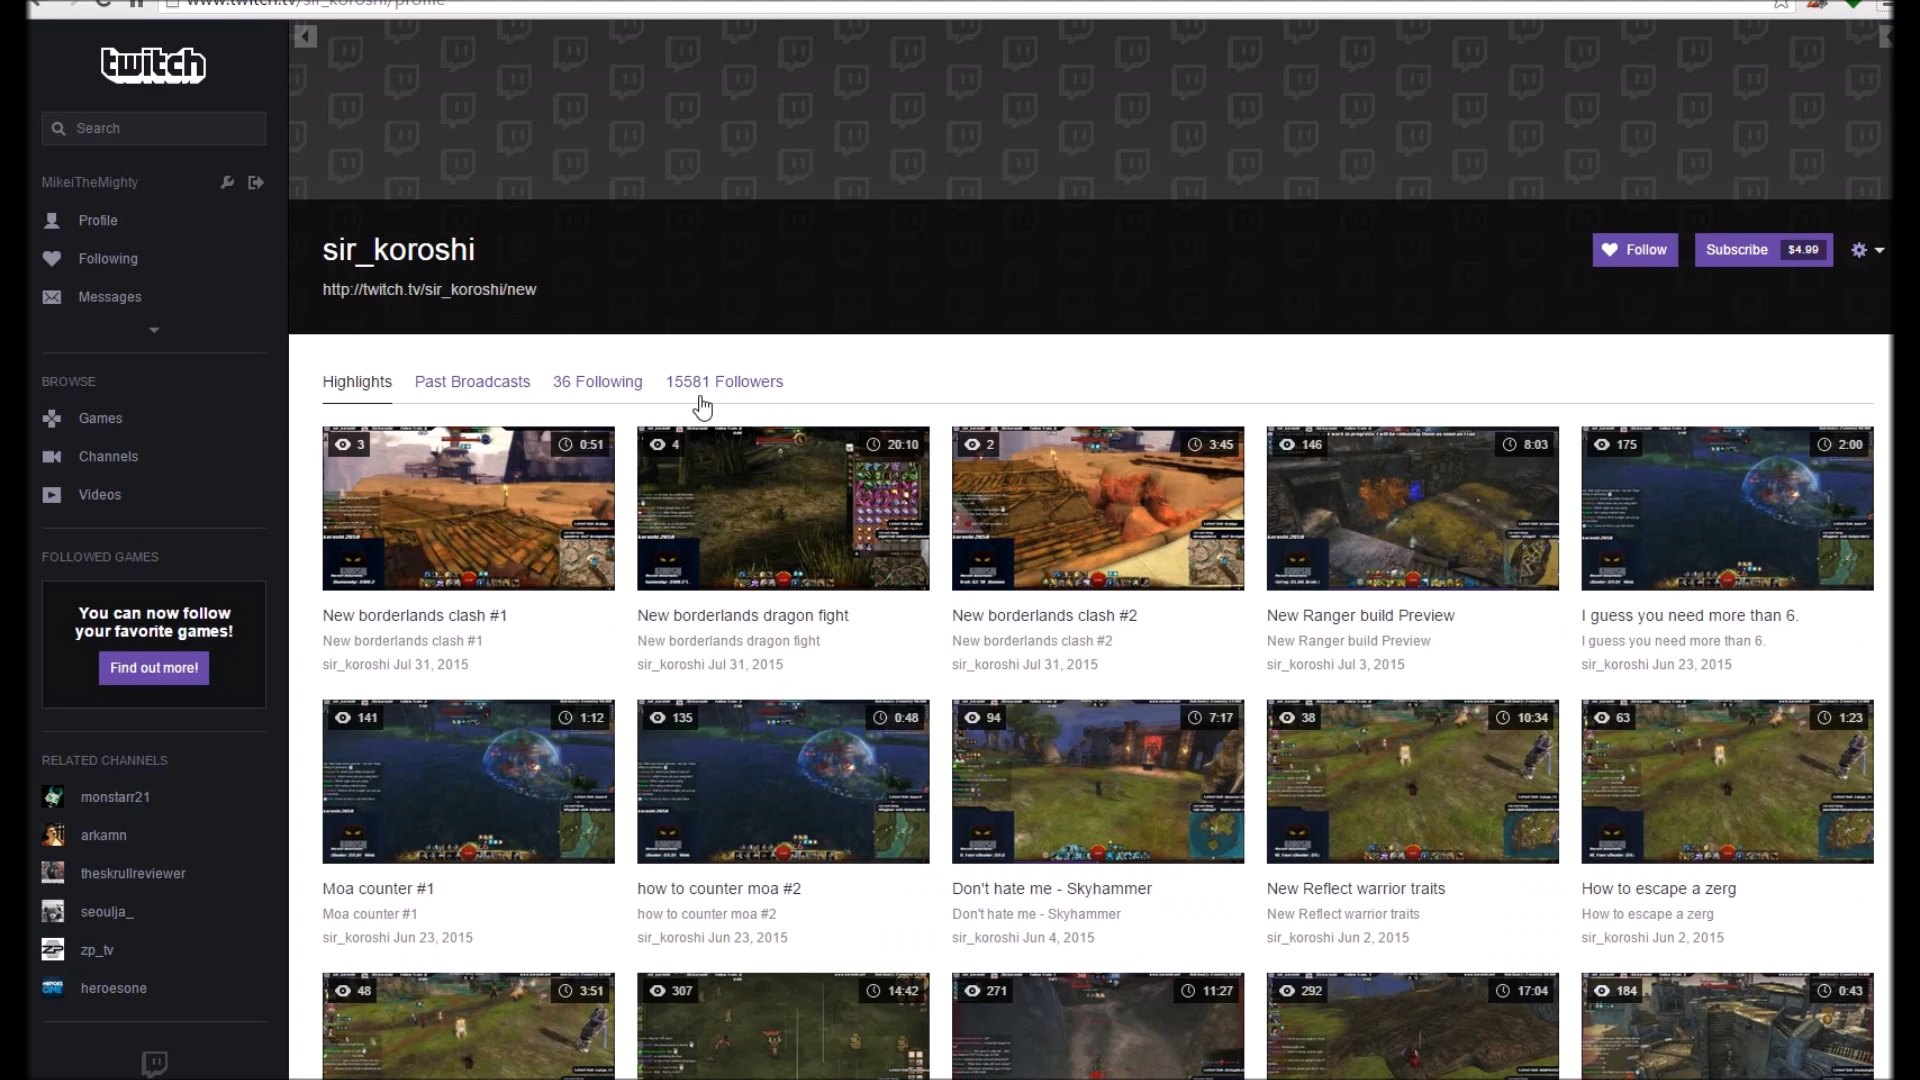 www.twitch.tv/sir_koroshi/profile
twitch
Search
MikeiTheMighty
Profile
Following
Messages
BROWSE
Games
Channels
Videos
FOLLOWED GAMES
You can now follow
your favorite games!
Find out more!
RELATED CHANNELS
monstarr21
arkamn
theskrullreviewer
seoulja_
zp_tv
heroesone
sir_koroshi
http://twitch.tv/sir_koroshi/new
Follow
Subscribe $4.99
Highlights Past Broadcasts 36 Following 15581 Followers
3 0:51
4 20:10
2 3:45
146 8:03
175 2:00
New borderlands clash #1
New borderlands clash #1
sir_koroshi Jul 31, 2015
New borderlands dragon fight
New borderlands dragon fight
sir_koroshi Jul 31, 2015
New borderlands clash #2
New borderlands clash #2
sir_koroshi Jul 31, 2015
New Ranger build Preview
New Ranger build Preview
sir_koroshi Jul 3, 2015
I guess you need more than 6.
I guess you need more than 6.
sir_koroshi Jun 23, 2015
141 1:12
135 0:48
94 7:17
38 10:34
63 1:23
Moa counter #1
Moa counter #1
sir_koroshi Jun 23, 2015
how to counter moa #2
how to counter moa #2
sir_koroshi Jun 23, 2015
Don't hate me - Skyhammer
Don't hate me - Skyhammer
sir_koroshi Jun 4, 2015
New Reflect warrior traits
New Reflect warrior traits
sir_koroshi Jun 2, 2015
How to escape a zerg
How to escape a zerg
sir_koroshi Jun 2, 2015
48 3:51
307 14:42
271 11:27
292 17:04
184 0:43